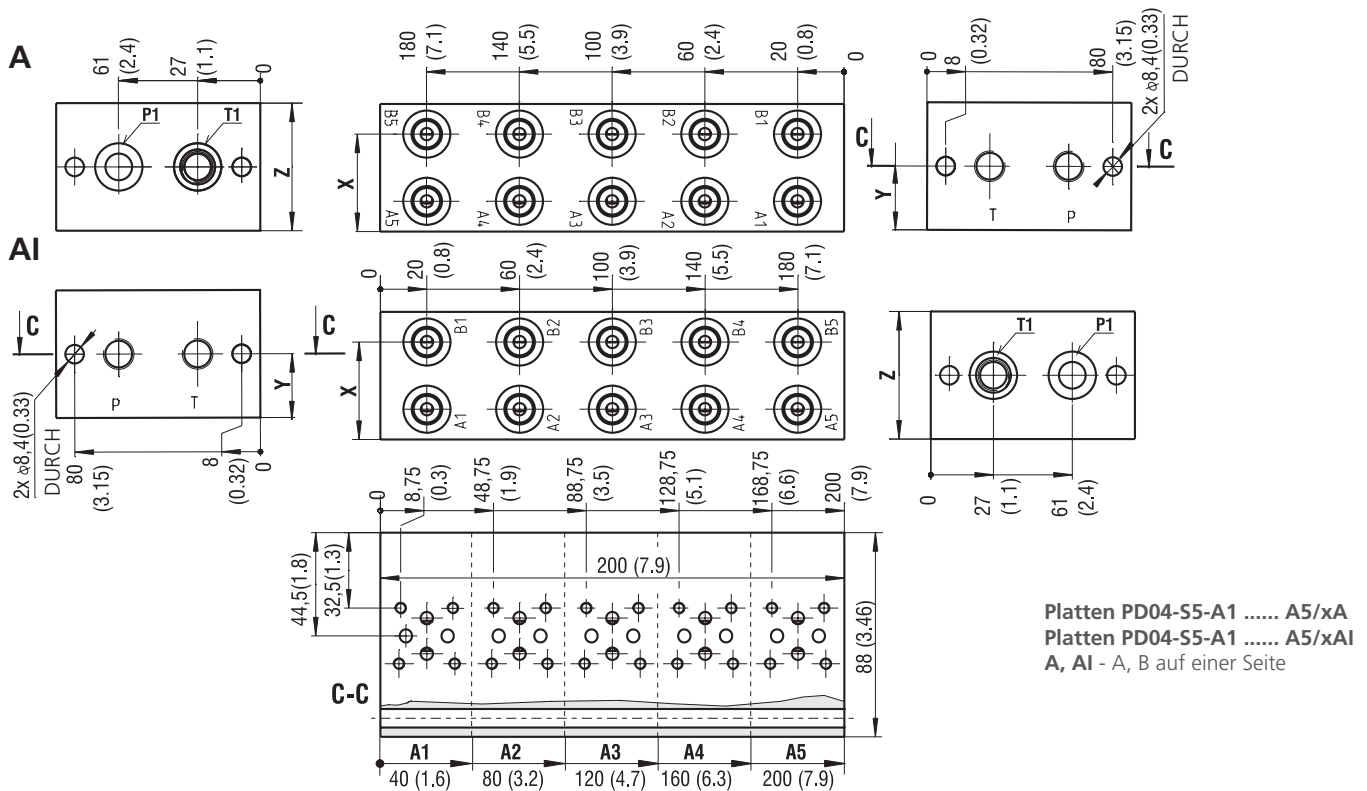 A
61 (2.4)
27 (1.1)
0
P1
T1
Z
180 (7.1)
140 (5.5)
100 (3.9)
60 (2.4)
20 (0.8)
0
B5
B4
B3
B2
B1
X
A5
A4
A3
A2
A1
0
8 (0.32)
80 (3.15)
2x ⌀8,4(0.33)
DURCH
C
C
Y
T
P
AI
C
C
2x ⌀8,4(0.33)
DURCH
P
T
Y
80 (3.15)
8 (0.32)
0
0
20 (0.8)
60 (2.4)
100 (3.9)
140 (5.5)
180 (7.1)
B1
B2
B3
B4
B5
X
A1
A2
A3
A4
A5
T1
P1
Z
0
27 (1.1)
61 (2.4)
0
8,75 (0.3)
48,75 (1.9)
88,75 (3.5)
128,75 (5.1)
168,75 (6.6)
200 (7.9)
44,5(1.8)
32,5(1.3)
200 (7.9)
88 (3.46)
C-C
A1
A2
A3
A4
A5
40 (1.6)
80 (3.2)
120 (4.7)
160 (6.3)
200 (7.9)
Platten PD04-S5-A1 ...... A5/xA
Platten PD04-S5-A1 ...... A5/xAI
A, AI - A, B auf einer Seite